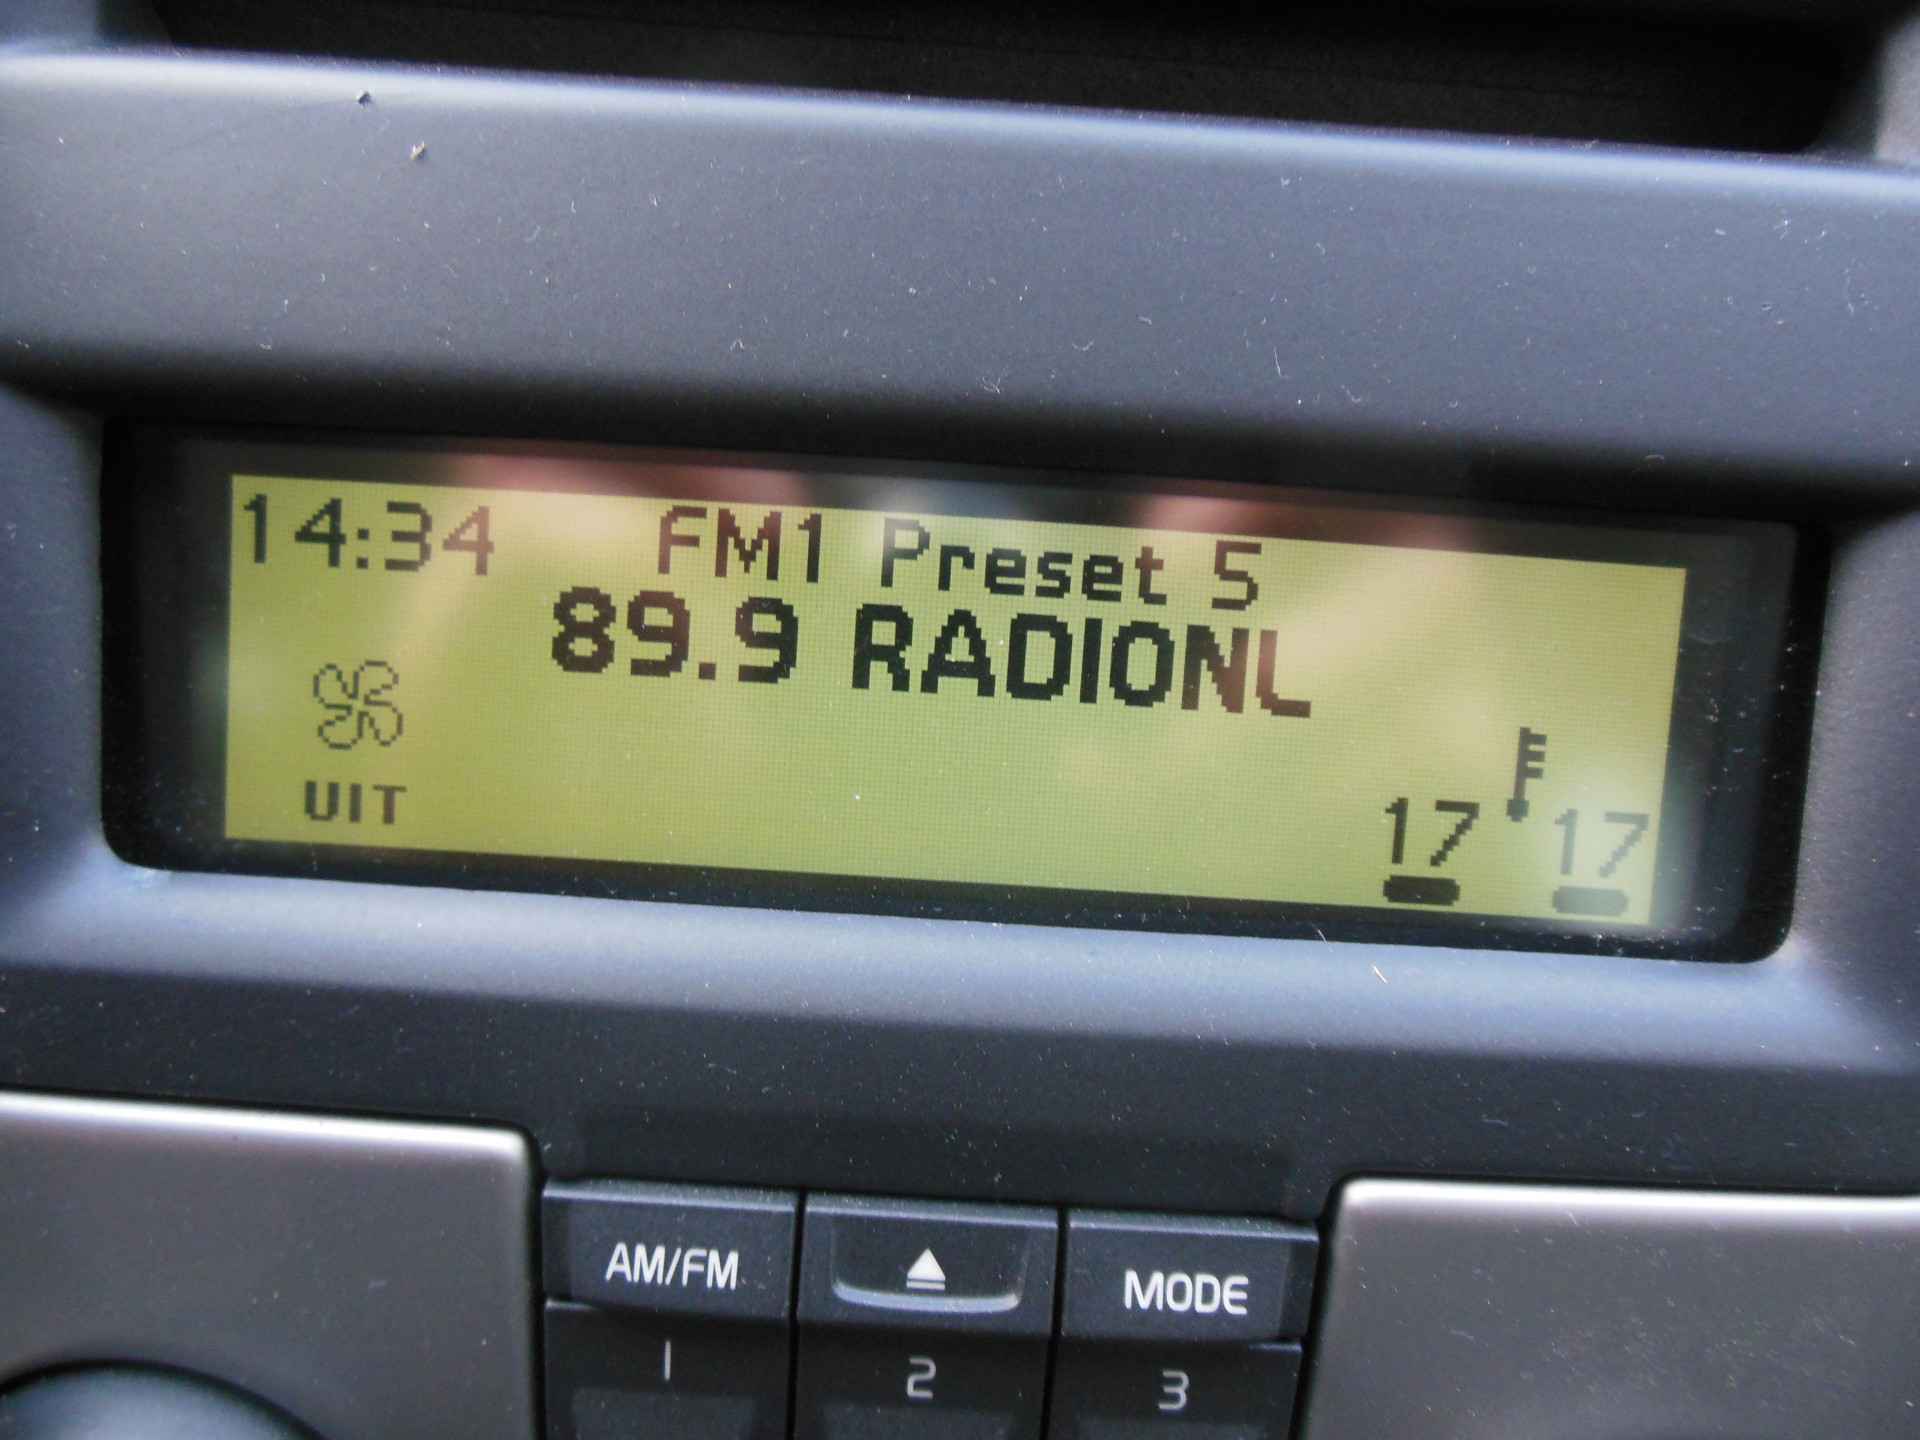 14:34 FM1 Preset 5
89.9 RADIONL
UIT
17 17
AM/FM MODE
1 2 3